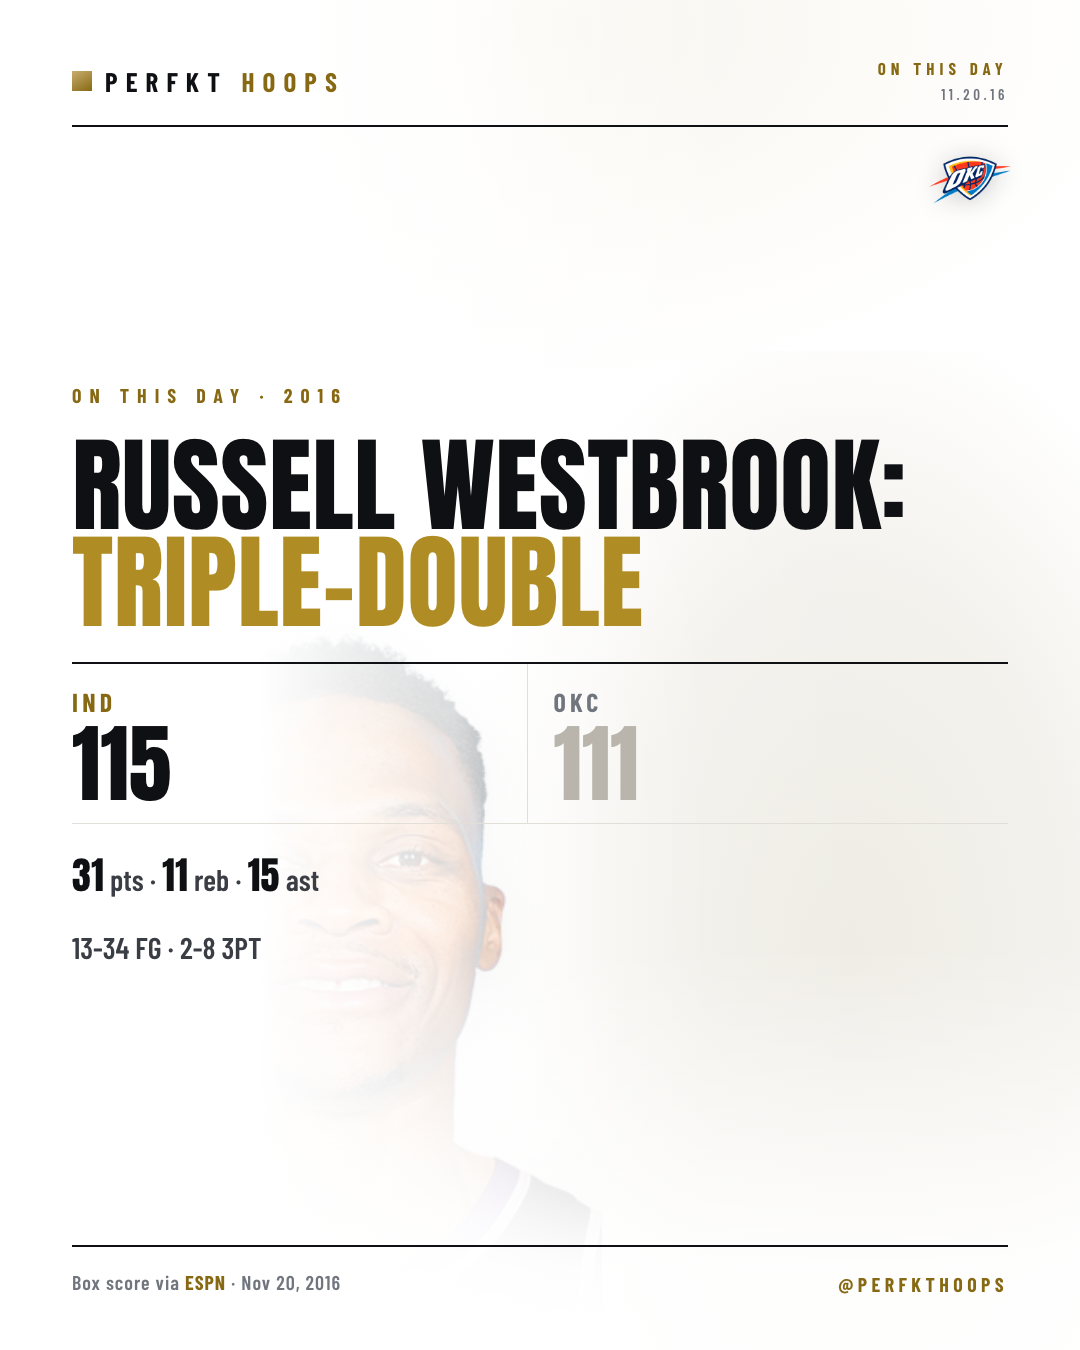 PERFKT HOOPS
ON THIS DAY
11.20.16
OKC
ON THIS DAY · 2016
RUSSELL WESTBROOK:
TRIPLE-DOUBLE
IND
115
OKC
111
31 pts · 11 reb · 15 ast
13-34 FG · 2-8 3PT
Box score via ESPN · Nov 20, 2016
@PERFKTHOOPS